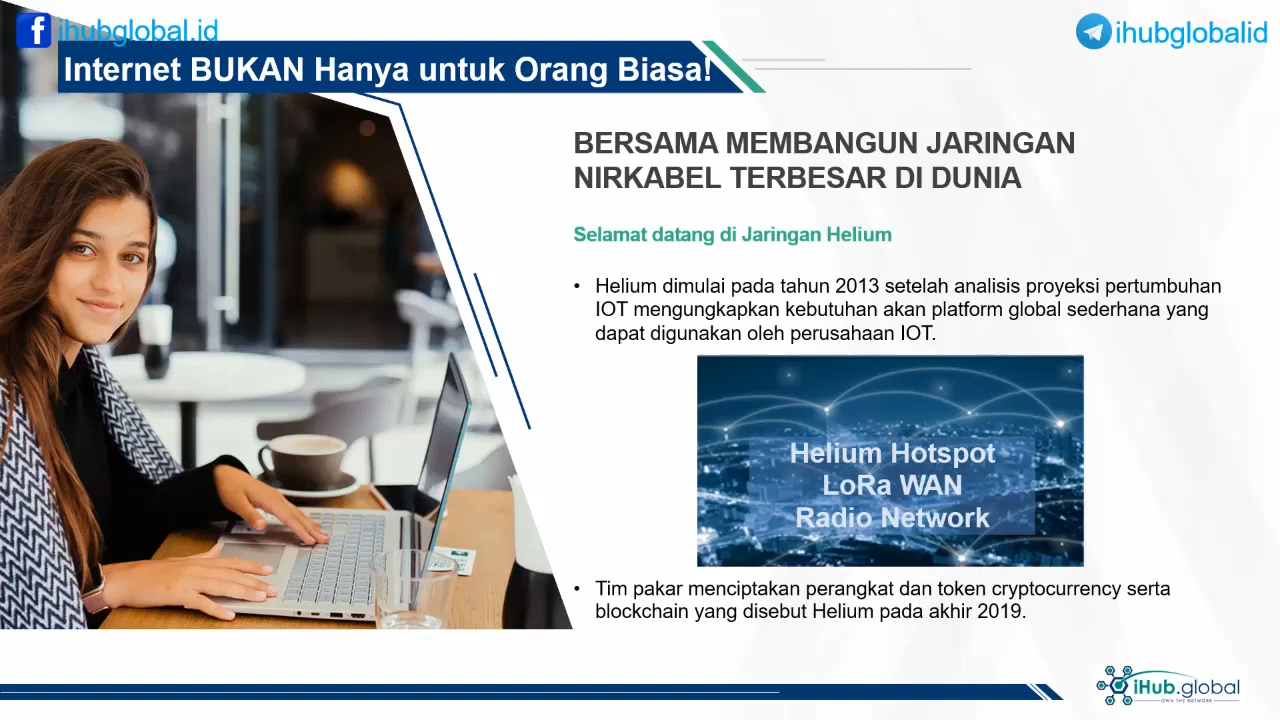 ihubglobal.id
ihubglobalid
Internet BUKAN Hanya untuk Orang Biasa!
BERSAMA MEMBANGUN JARINGAN
NIRKABEL TERBESAR DI DUNIA
Selamat datang di Jaringan Helium
• Helium dimulai pada tahun 2013 setelah analisis proyeksi pertumbuhan
IOT mengungkapkan kebutuhan akan platform global sederhana yang
dapat digunakan oleh perusahaan IOT.
Helium Hotspot
LoRa WAN
Radio Network
• Tim pakar menciptakan perangkat dan token cryptocurrency serta
blockchain yang disebut Helium pada akhir 2019.
iHub.global
OWN THE NETWORK